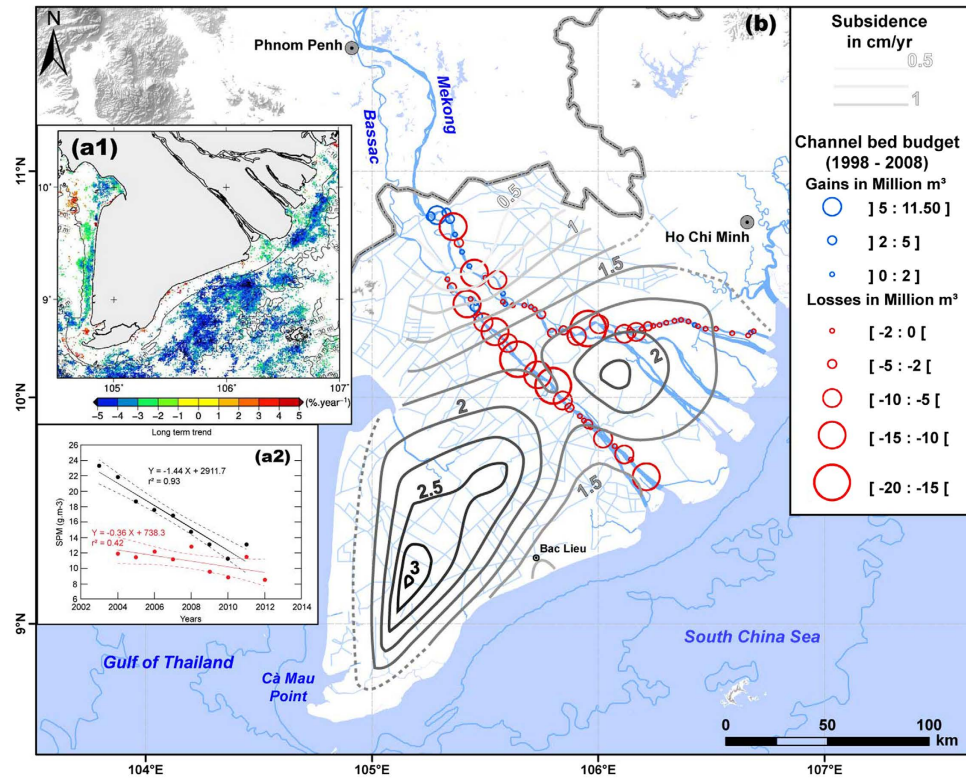 N
(b)
Phnom Penh
Mekong
Bassac
Ho Chi Minh
11°N
10°N
9°N
104°E
105°E
106°E
107°E
0.5
1
1.5
2
2
2.5
3
1.5
Bac Lieu
Gulf of Thailand
Cà Mau
Point
South China Sea
0
50
100
km
(a1)
10°
9°
105°
106°
107°
−5 −4 −3 −2 −1 0 1 2 3 4 5 (%.year⁻¹)
Long term trend
(a2)
Y = -1.44 X + 2911.7
r² = 0.93
Y = -0.36 X + 738.3
r² = 0.42
SPM (g.m-3)
26
24
22
20
18
16
14
12
10
8
6
2002 2004 2006 2008 2010 2012 2014
Years
Subsidence
in cm/yr
0.5
1
Channel bed budget
(1998 - 2008)
Gains in Million m³
] 5 : 11.50 ]
] 2 : 5 ]
] 0 : 2 ]
Losses in Million m³
[ -2 : 0 [
[ -5 : -2 [
[ -10 : -5 [
[ -15 : -10 [
[ -20 : -15 [